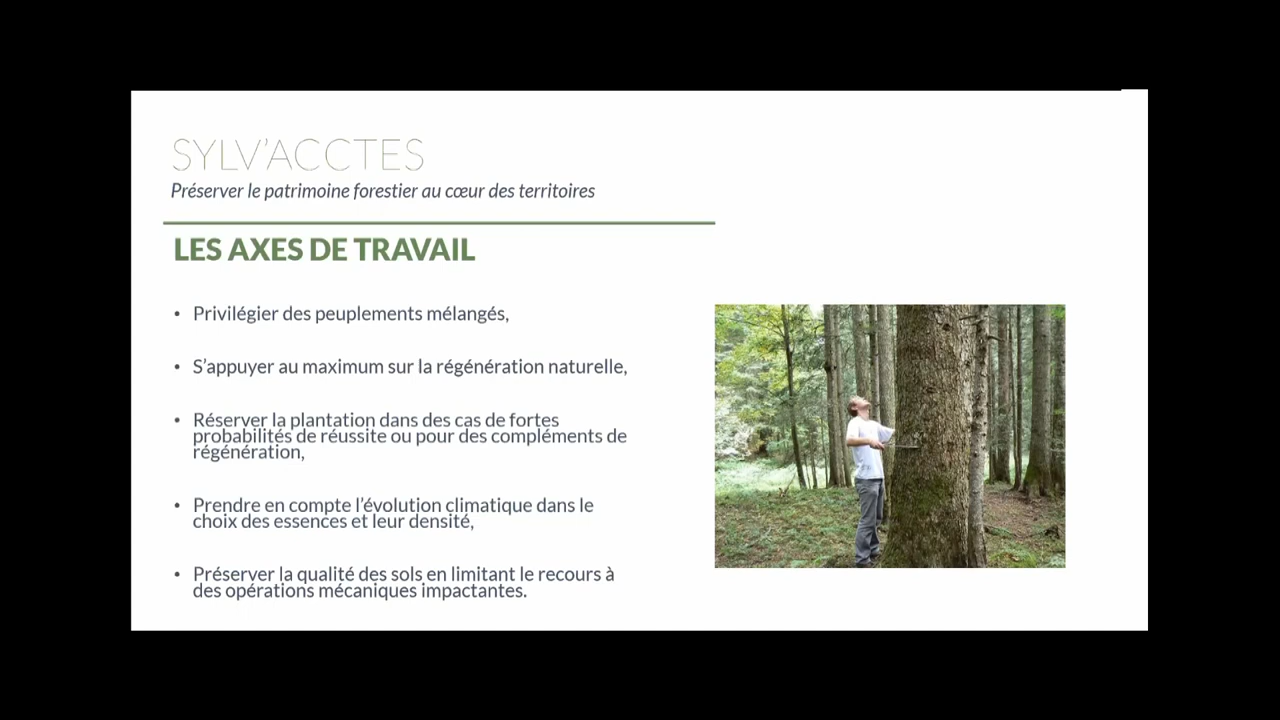 SYLV'ACCTES
Préserver le patrimoine forestier au cœur des territoires
LES AXES DE TRAVAIL
• Privilégier des peuplements mélangés,
• S'appuyer au maximum sur la régénération naturelle,
• Réserver la plantation dans des cas de fortes
probabilités de réussite ou pour des compléments de
régénération,
• Prendre en compte l'évolution climatique dans le
choix des essences et leur densité,
• Préserver la qualité des sols en limitant le recours à
des opérations mécaniques impactantes.